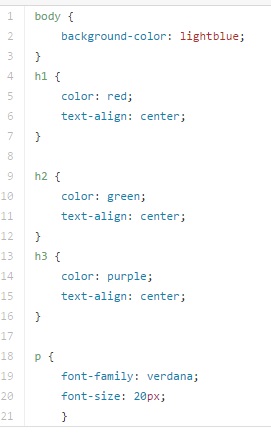 1 body {
2     background-color: lightblue;
3 }
4 h1 {
5     color: red;
6     text-align: center;
7 }
8
9 h2 {
10     color: green;
11     text-align: center;
12 }
13 h3 {
14     color: purple;
15     text-align: center;
16 }
17
18 p {
19     font-family: verdana;
20     font-size: 20px;
21     }